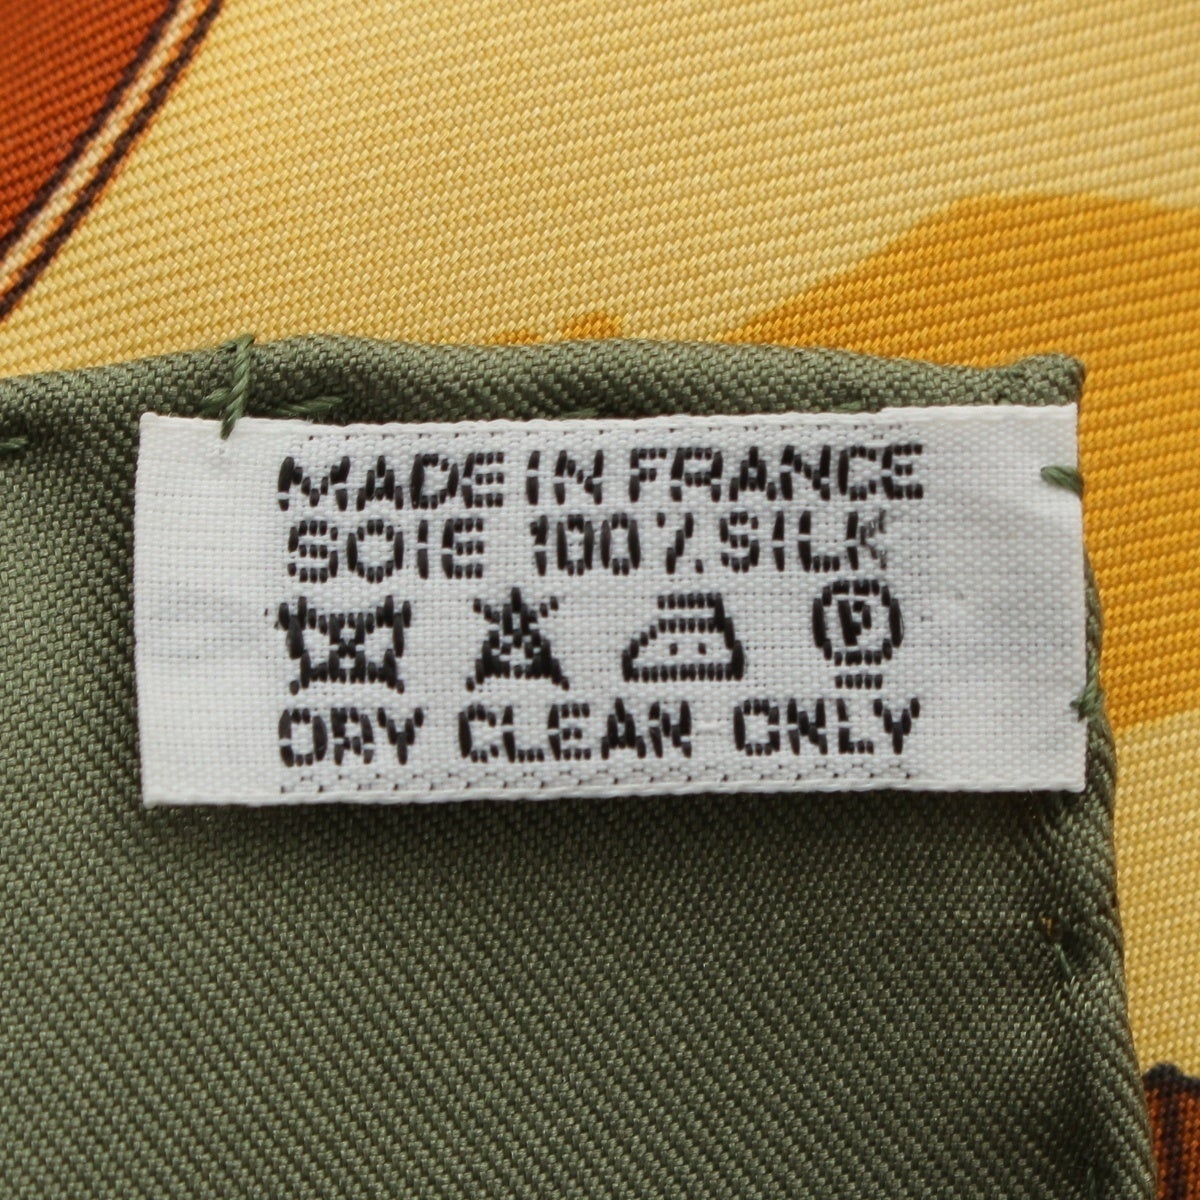 MADE IN FRANCE
SOIE 100% SILK
P
DRY CLEAN ONLY